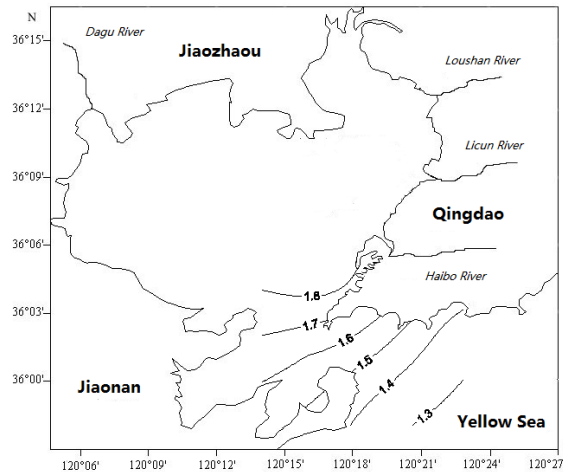 N
Dagu River
36°15'
Jiaozhaou
Loushan River
36°12'
Licun River
36°09'
Qingdao
36°06'
Haibo River
1.8
36°03'
1.7
1.6
1.5
36°00'
1.4
Jiaonan
1.3
Yellow Sea
120°06' 120°09' 120°12' 120°15' 120°18' 120°21' 120°24' 120°27